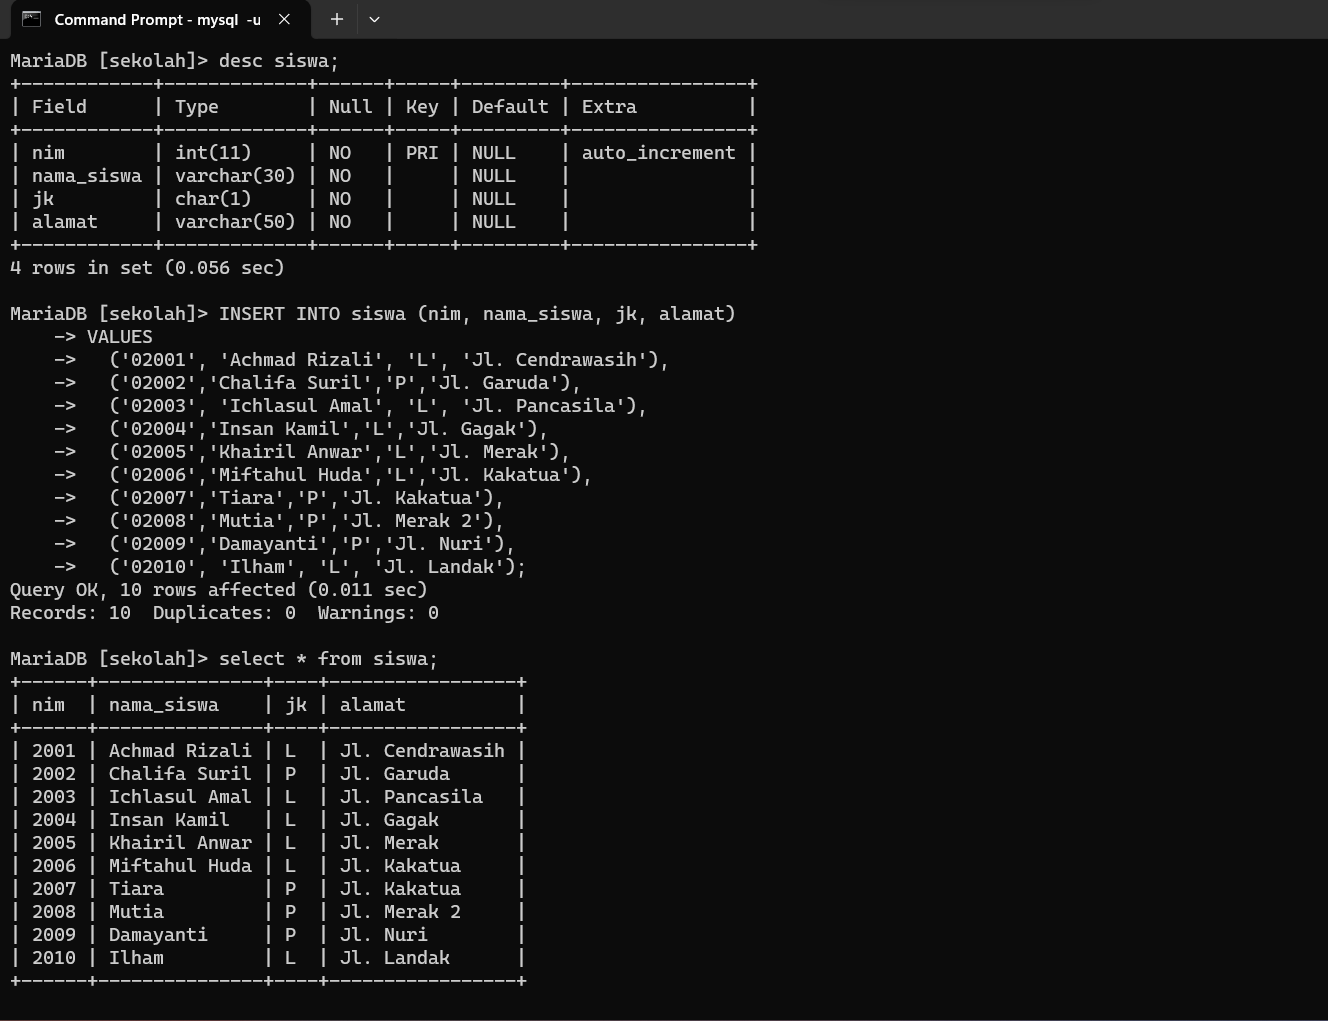 Command Prompt - mysql -u
MariaDB [sekolah]> desc siswa;
+------------+-------------+------+-----+---------+----------------+
| Field      | Type        | Null | Key | Default | Extra          |
+------------+-------------+------+-----+---------+----------------+
| nim        | int(11)     | NO   | PRI | NULL    | auto_increment |
| nama_siswa | varchar(30) | NO   |     | NULL    |                |
| jk         | char(1)     | NO   |     | NULL    |                |
| alamat     | varchar(50) | NO   |     | NULL    |                |
+------------+-------------+------+-----+---------+----------------+
4 rows in set (0.056 sec)
MariaDB [sekolah]> INSERT INTO siswa (nim, nama_siswa, jk, alamat)
    -> VALUES
    ->   ('02001', 'Achmad Rizali', 'L', 'Jl. Cendrawasih'),
    ->   ('02002','Chalifa Suril','P','Jl. Garuda'),
    ->   ('02003', 'Ichlasul Amal', 'L', 'Jl. Pancasila'),
    ->   ('02004','Insan Kamil','L','Jl. Gagak'),
    ->   ('02005','Khairil Anwar','L','Jl. Merak'),
    ->   ('02006','Miftahul Huda','L','Jl. Kakatua'),
    ->   ('02007','Tiara','P','Jl. Kakatua'),
    ->   ('02008','Mutia','P','Jl. Merak 2'),
    ->   ('02009','Damayanti','P','Jl. Nuri'),
    ->   ('02010', 'Ilham', 'L', 'Jl. Landak');
Query OK, 10 rows affected (0.011 sec)
Records: 10  Duplicates: 0  Warnings: 0
MariaDB [sekolah]> select * from siswa;
+------+---------------+----+-----------------+
| nim  | nama_siswa    | jk | alamat          |
+------+---------------+----+-----------------+
| 2001 | Achmad Rizali | L  | Jl. Cendrawasih |
| 2002 | Chalifa Suril | P  | Jl. Garuda      |
| 2003 | Ichlasul Amal | L  | Jl. Pancasila   |
| 2004 | Insan Kamil   | L  | Jl. Gagak       |
| 2005 | Khairil Anwar | L  | Jl. Merak       |
| 2006 | Miftahul Huda | L  | Jl. Kakatua     |
| 2007 | Tiara         | P  | Jl. Kakatua     |
| 2008 | Mutia         | P  | Jl. Merak 2     |
| 2009 | Damayanti     | P  | Jl. Nuri        |
| 2010 | Ilham         | L  | Jl. Landak      |
+------+---------------+----+-----------------+